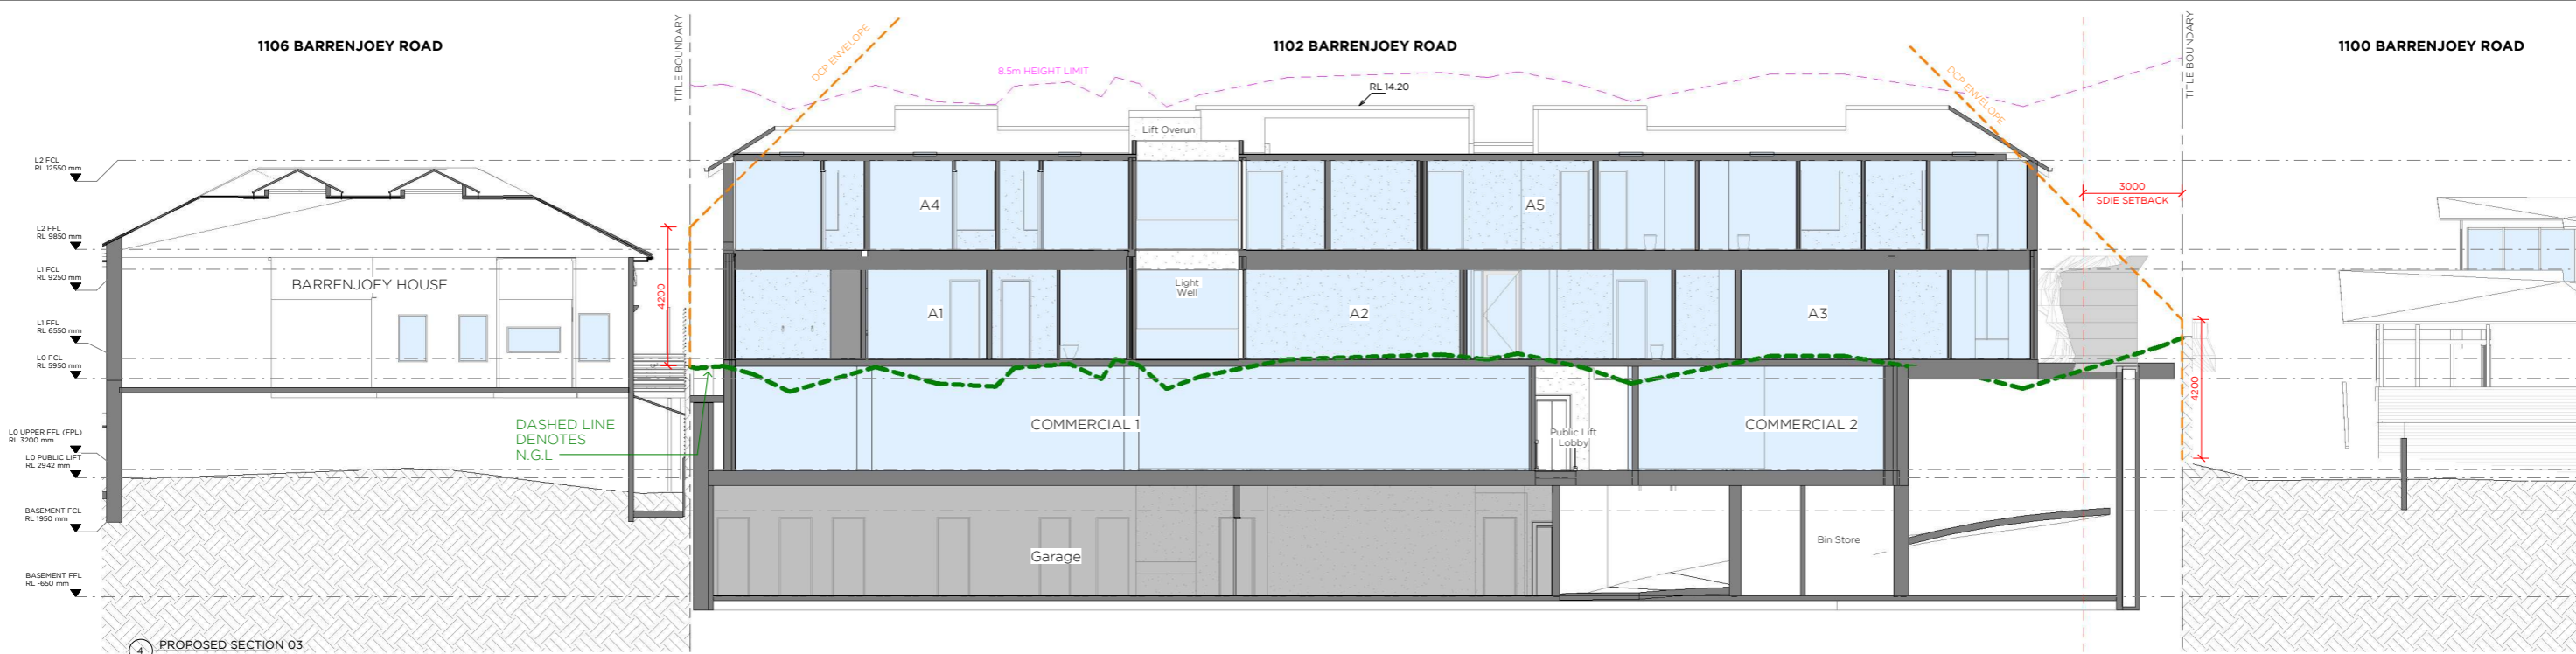 1106 BARRENJOEY ROAD
1102 BARRENJOEY ROAD
1100 BARRENJOEY ROAD
TITLE BOUNDARY
DCP ENVELOPE
8.5m HEIGHT LIMIT
RL 14.20
DCP ENVELOPE
TITLE BOUNDARY
Lift Overun
L2 FCL
RL 12550 mm
3000
SDIE SETBACK
A4
A5
L2 FFL
RL 9850 mm
L1 FCL
RL 9250 mm
BARRENJOEY HOUSE
4200
Light
Well
A1
A2
A3
L1 FFL
RL 6550 mm
L0 FCL
RL 5950 mm
UP
4200
DASHED LINE
DENOTES
N.G.L
COMMERCIAL 1
COMMERCIAL 2
Public Lift
Lobby
L0 UPPER FFL (FPL)
RL 3200 mm
L0 PUBLIC LIFT
RL 2942 mm
BASEMENT FCL
RL 1950 mm
Bin Store
Garage
BASEMENT FFL
RL -650 mm
4
PROPOSED SECTION 03